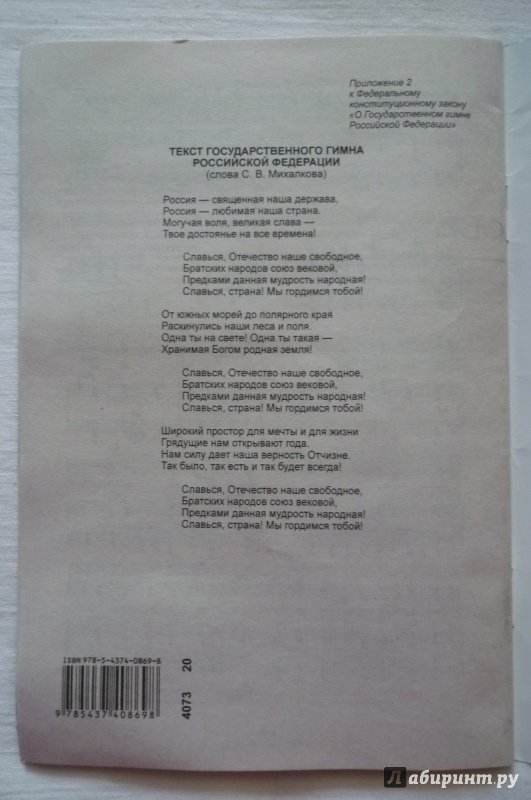 Приложение 2
к Федеральному
конституционному закону
«О Государственном гимне
Российской Федерации»
ТЕКСТ ГОСУДАРСТВЕННОГО ГИМНА
РОССИЙСКОЙ ФЕДЕРАЦИИ
(слова С. В. Михалкова)
Россия — священная наша держава,
Россия — любимая наша страна.
Могучая воля, великая слава —
Твое достоянье на все времена!
Славься, Отечество наше свободное,
Братских народов союз вековой,
Предками данная мудрость народная!
Славься, страна! Мы гордимся тобой!
От южных морей до полярного края
Раскинулись наши леса и поля.
Одна ты на свете! Одна ты такая —
Хранимая Богом родная земля!
Славься, Отечество наше свободное,
Братских народов союз вековой,
Предками данная мудрость народная!
Славься, страна! Мы гордимся тобой!
Широкий простор для мечты и для жизни
Грядущие нам открывают года.
Нам силу дает наша верность Отчизне.
Так было, так есть и так будет всегда!
Славься, Отечество наше свободное,
Братских народов союз вековой,
Предками данная мудрость народная!
Славься, страна! Мы гордимся тобой!
ISBN 978-5-4374-0869-8
9 785437 408698
4073 20
Лабиринт.ру